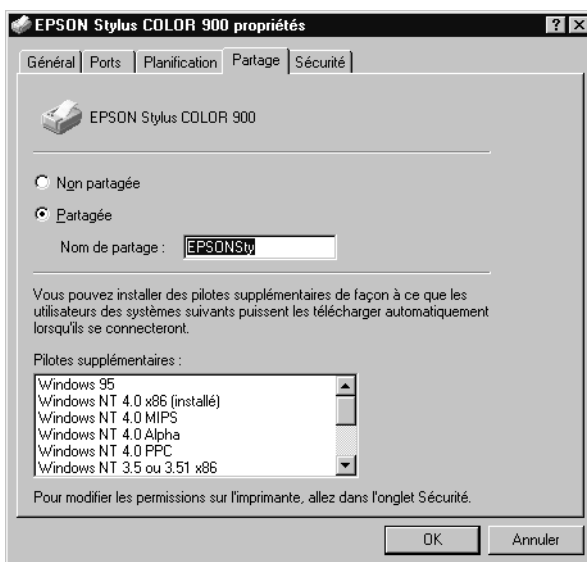 EPSON Stylus COLOR 900 propriétés
Général Ports Planification Partage Sécurité
EPSON Stylus COLOR 900
Non partagée
Partagée
Nom de partage : EPSONSty
Vous pouvez installer des pilotes supplémentaires de façon à ce que les
utilisateurs des systèmes suivants puissent les télécharger automatiquement
lorsqu'ils se connecteront.
Pilotes supplémentaires :
Windows 95
Windows NT 4.0 x86 (installé)
Windows NT 4.0 MIPS
Windows NT 4.0 Alpha
Windows NT 4.0 PPC
Windows NT 3.5 ou 3.51 x86
Pour modifier les permissions sur l'imprimante, allez dans l'onglet Sécurité.
OK Annuler